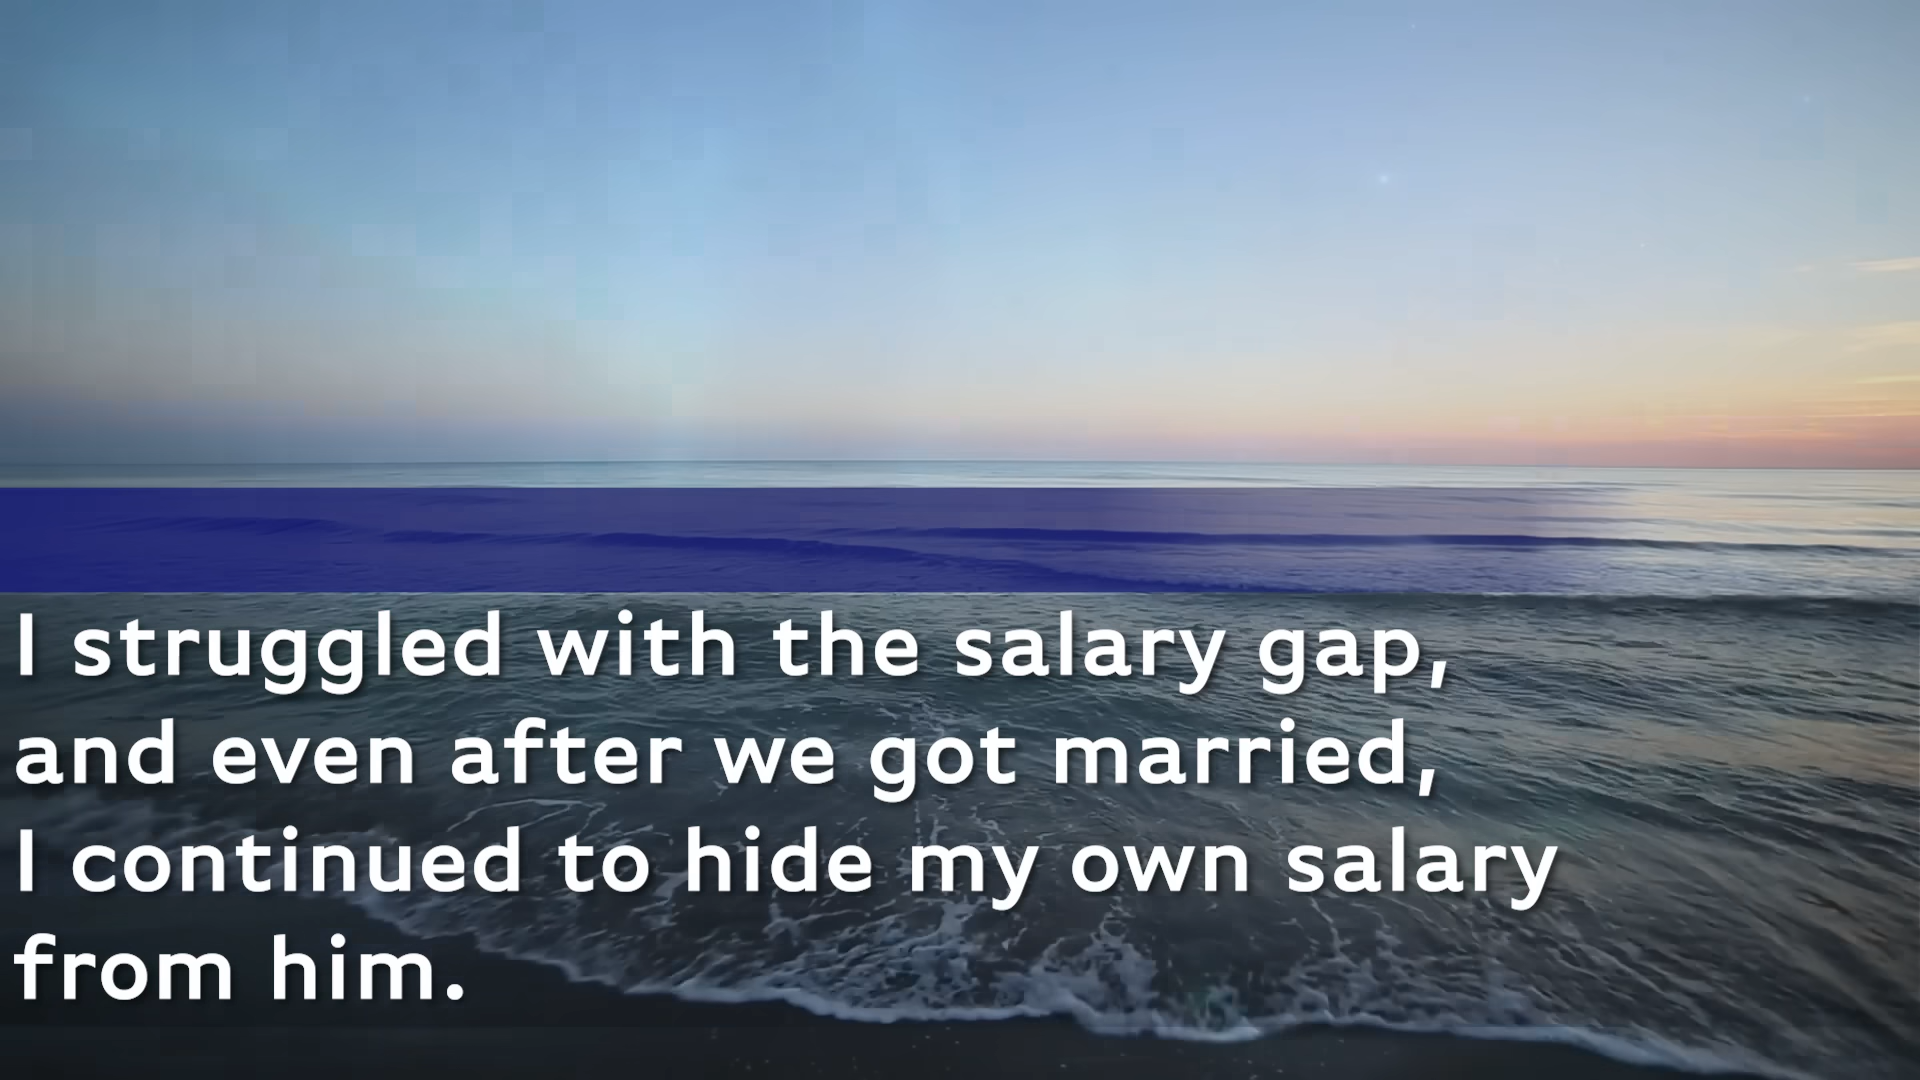 I struggled with the salary gap,
and even after we got married,
I continued to hide my own salary
from him.